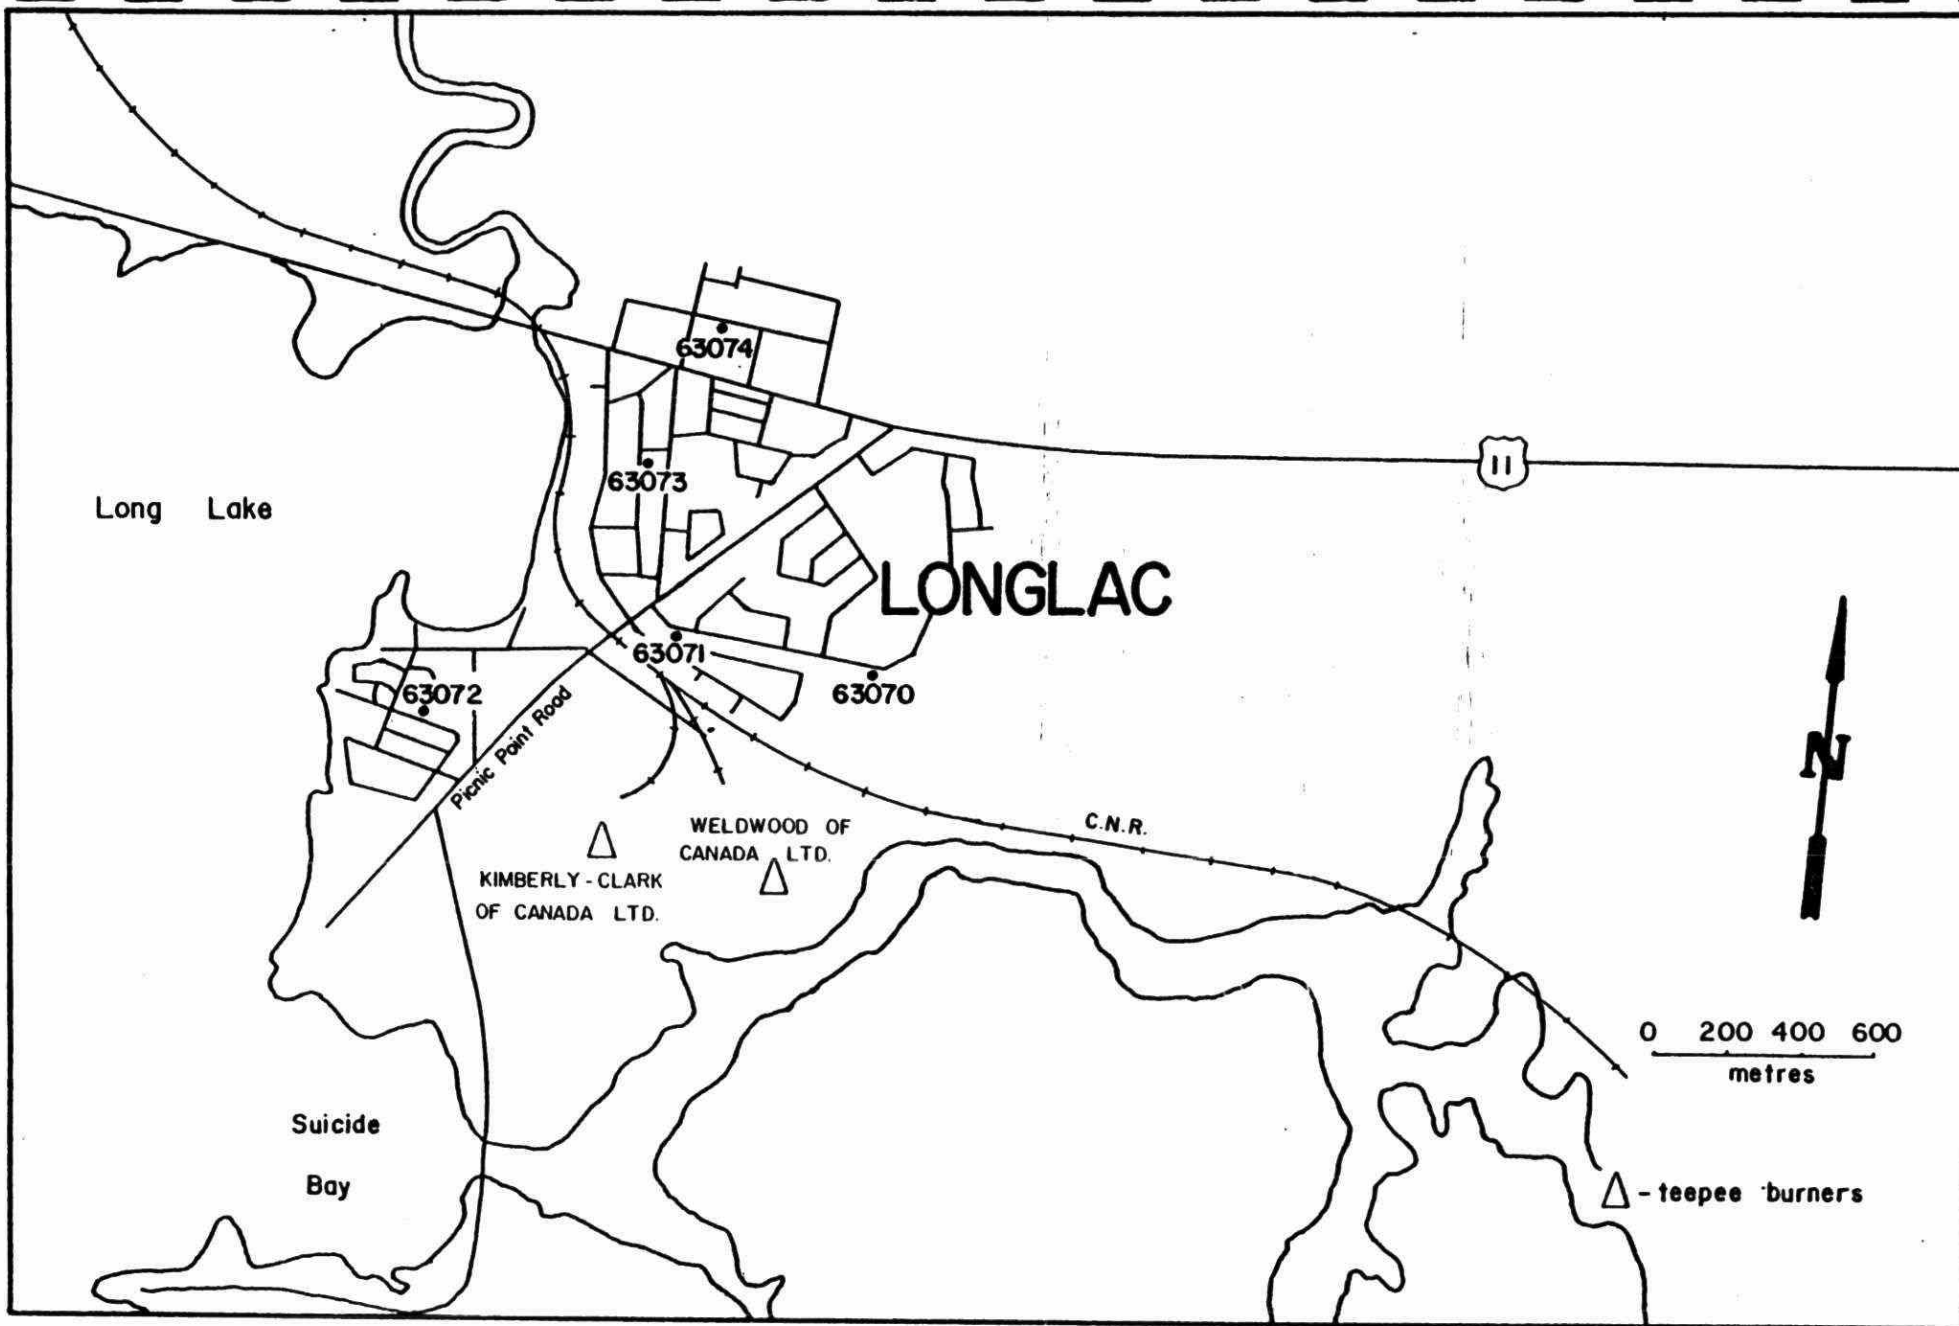 63074
11
63073
Long Lake
LONGLAC
63071
63072
63070
Picnic Point Road
C.N.R.
WELDWOOD OF
CANADA LTD.
KIMBERLY-CLARK
OF CANADA LTD.
N
0 200 400 600
metres
Suicide
Bay
- teepee burners